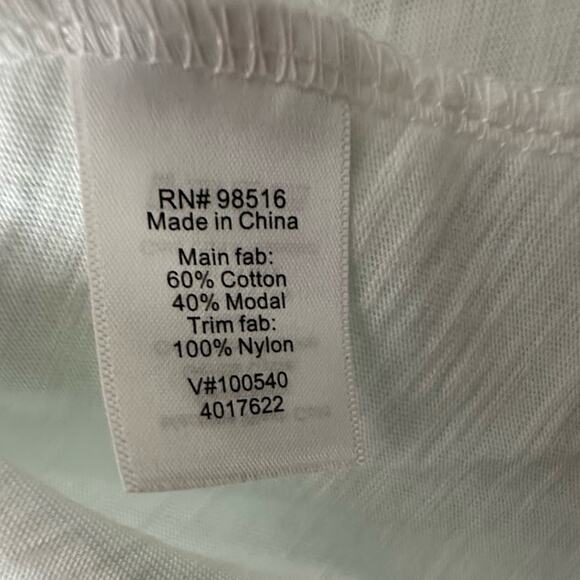 RN# 98516
Made in China
Main fab:
60% Cotton
40% Modal
Trim fab:
100% Nylon
V#100540
4017622